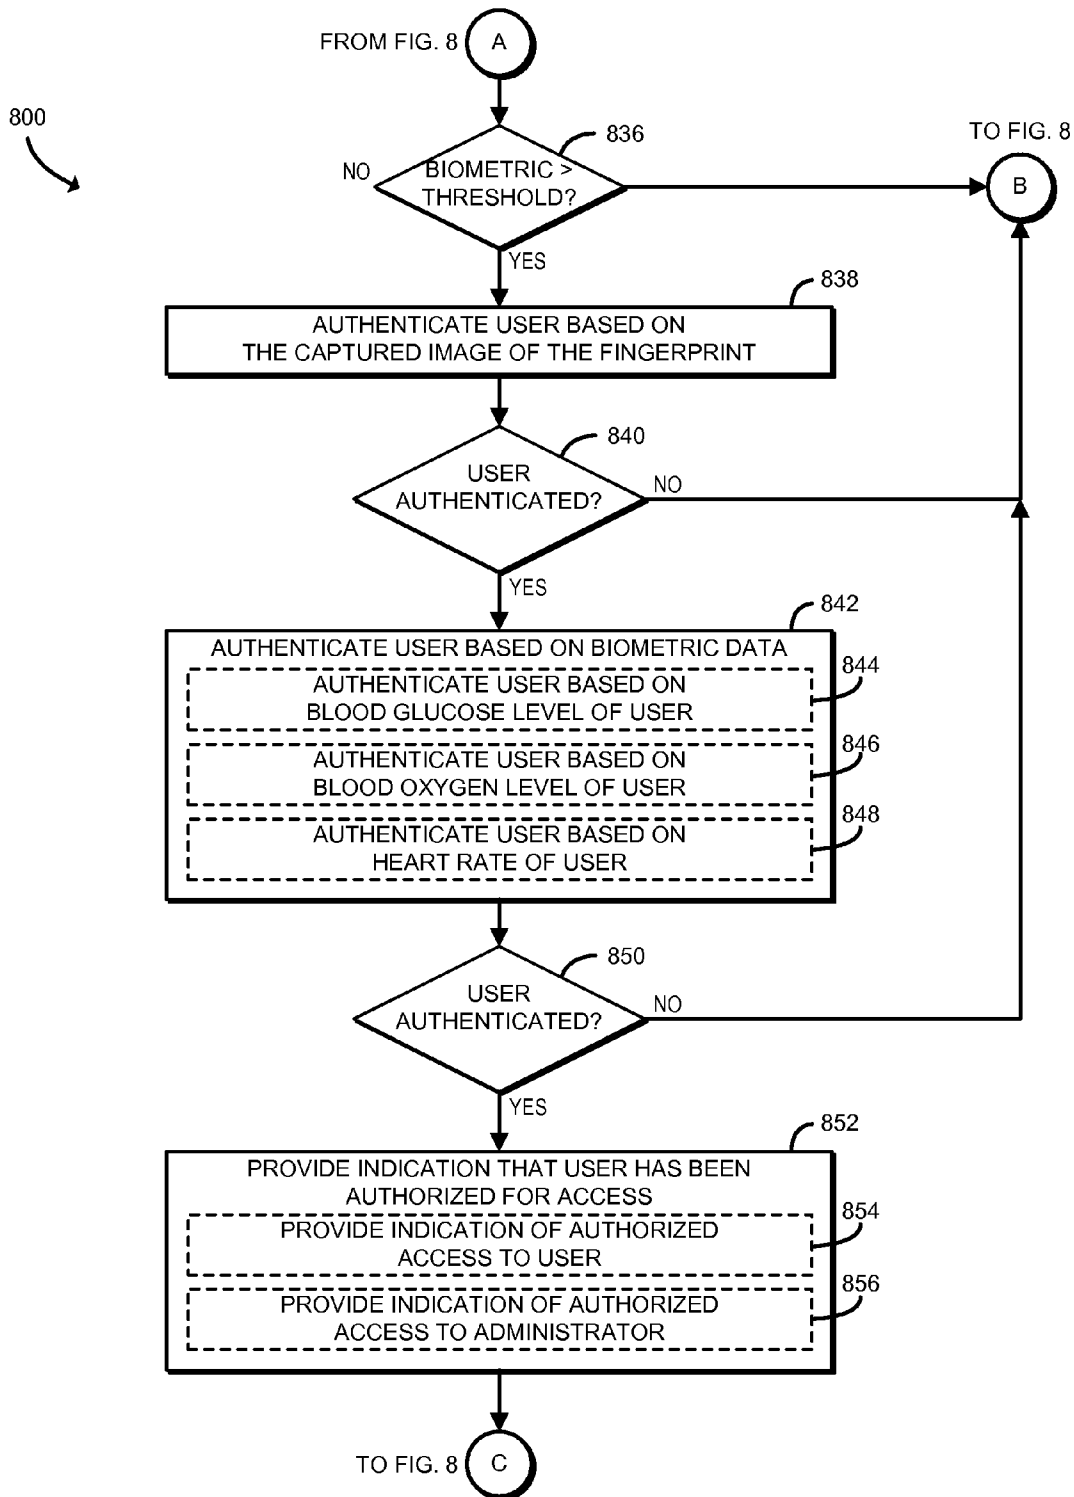 FROM FIG. 8
A
800
836
TO FIG. 8
NO
BIOMETRIC >
THRESHOLD?
B
YES
838
AUTHENTICATE USER BASED ON
THE CAPTURED IMAGE OF THE FINGERPRINT
840
USER
AUTHENTICATED?
NO
YES
842
AUTHENTICATE USER BASED ON BIOMETRIC DATA
844
AUTHENTICATE USER BASED ON
BLOOD GLUCOSE LEVEL OF USER
846
AUTHENTICATE USER BASED ON
BLOOD OXYGEN LEVEL OF USER
848
AUTHENTICATE USER BASED ON
HEART RATE OF USER
850
USER
AUTHENTICATED?
NO
YES
852
PROVIDE INDICATION THAT USER HAS BEEN
AUTHORIZED FOR ACCESS
854
PROVIDE INDICATION OF AUTHORIZED
ACCESS TO USER
856
PROVIDE INDICATION OF AUTHORIZED
ACCESS TO ADMINISTRATOR
TO FIG. 8
C